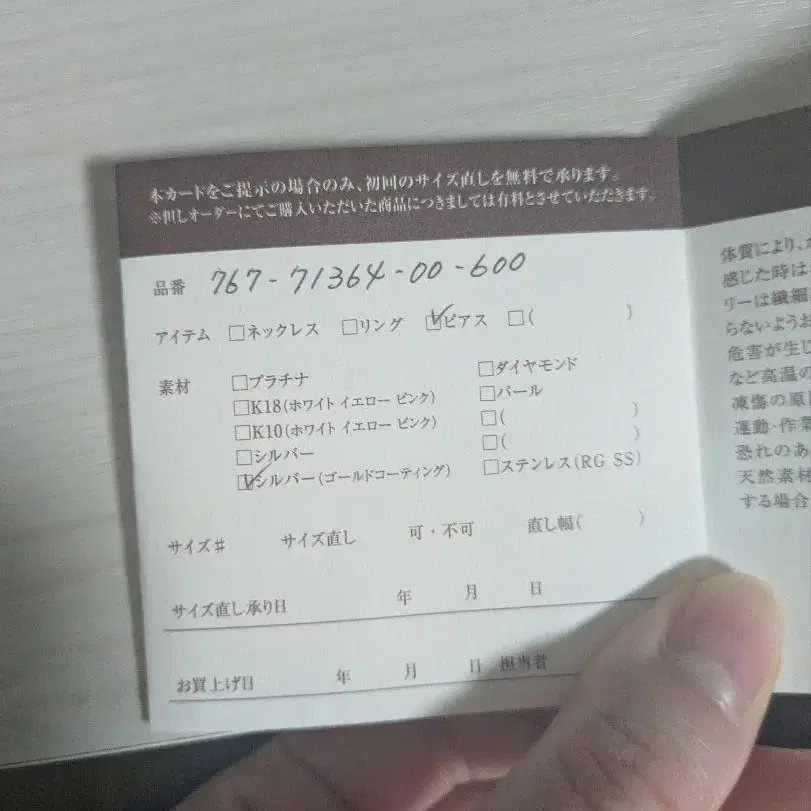 本カードをご提示の場合のみ、初回のサイズ直しを無料で承ります。
※但しオーダーにてご購入いただいた商品につきましては有料とさせていただきます。
品番 767-71364-00-600
アイテム □ネックレス □リング ☑ピアス □( )
素材 □プラチナ □ダイヤモンド
□K18(ホワイト イエロー ピンク) □パール
□K10(ホワイト イエロー ピンク) □( )
□シルバー □( )
☑シルバー(ゴールドコーティング) □ステンレス(RG SS)
サイズ# サイズ直し 可・不可 直し幅( )
サイズ直し承り日 年 月 日
お買上げ日 年 月 日 担当者
体質により、
感じた時は
リーは繊細
らないようお
危害が生じ
など高温の
凍傷の原因
運動・作業
恐れのあ
天然素材
する場合